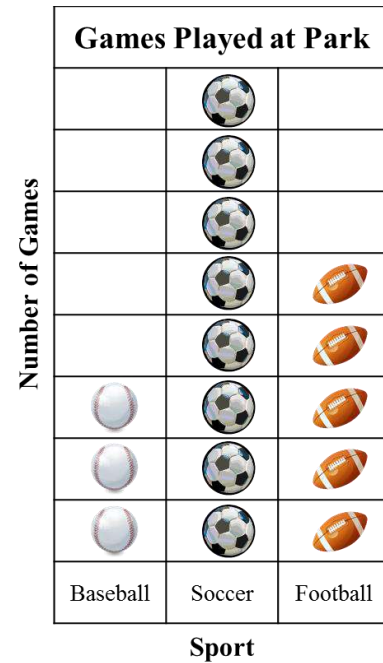 Games Played at Park
Number of Games
Baseball Soccer Football
Sport